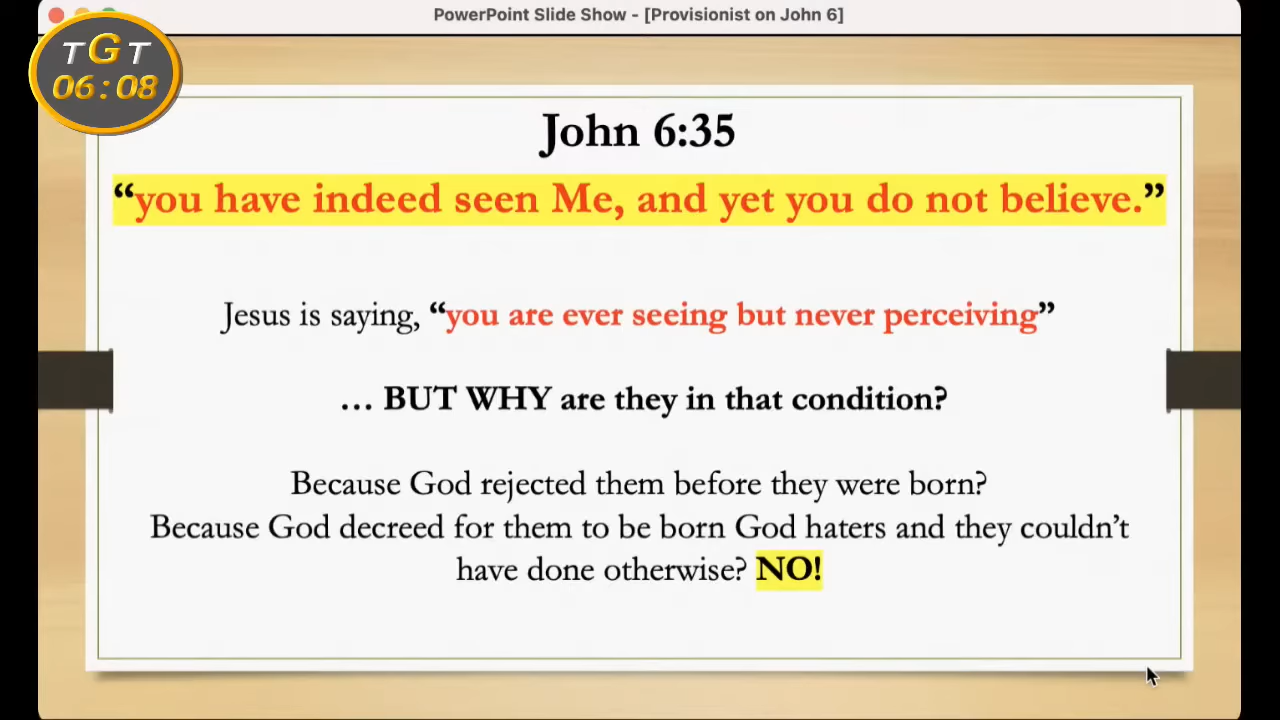 PowerPoint Slide Show - [Provisionist on John 6]
TGT
06:08
John 6:35
“you have indeed seen Me, and yet you do not believe.”
Jesus is saying, “you are ever seeing but never perceiving”
… BUT WHY are they in that condition?
Because God rejected them before they were born?
Because God decreed for them to be born God haters and they couldn’t
have done otherwise? NO!